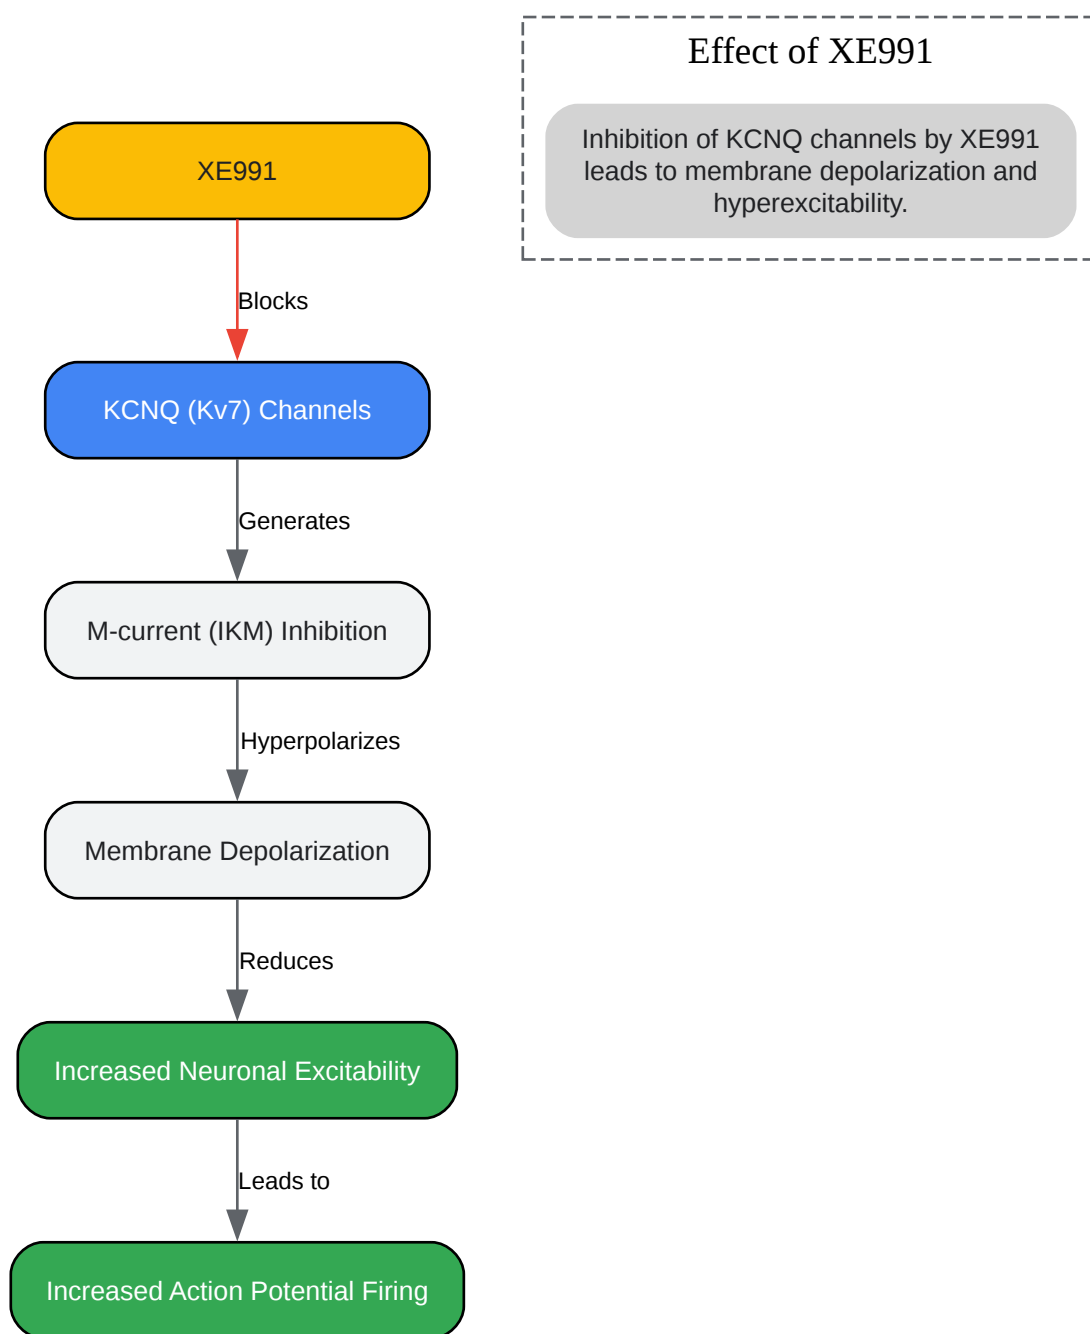 Effect of XE991
Inhibition of KCNQ channels by XE991
leads to membrane depolarization and
hyperexcitability.
XE991
Blocks
KCNQ (Kv7) Channels
Generates
M-current (IKM) Inhibition
Hyperpolarizes
Membrane Depolarization
Reduces
Increased Neuronal Excitability
Leads to
Increased Action Potential Firing